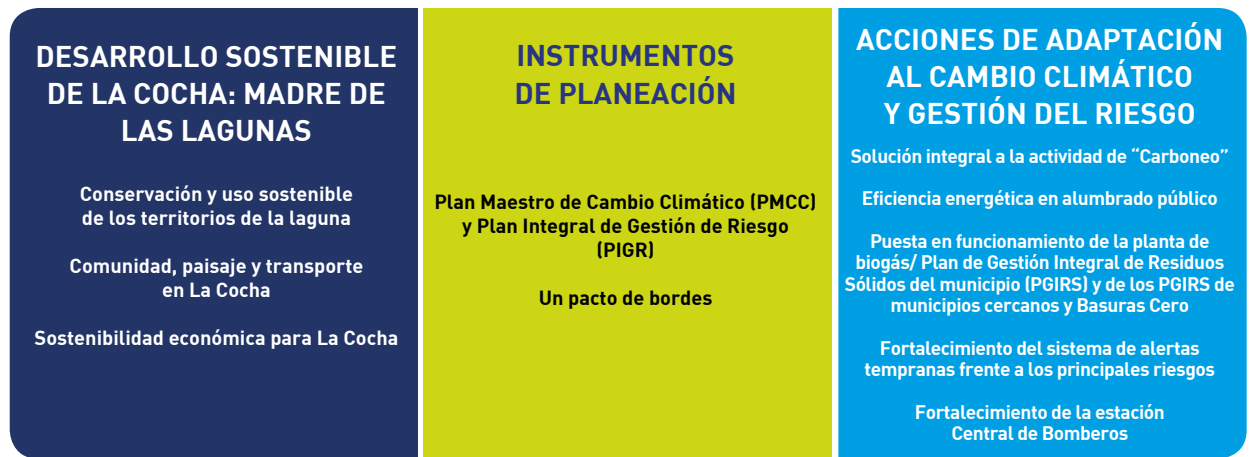 DESARROLLO SOSTENIBLE
DE LA COCHA: MADRE DE
LAS LAGUNAS
Conservación y uso sostenible
de los territorios de la laguna
Comunidad, paisaje y transporte
en La Cocha
Sostenibilidad económica para La Cocha
INSTRUMENTOS
DE PLANEACIÓN
Plan Maestro de Cambio Climático (PMCC)
y Plan Integral de Gestión de Riesgo
(PIGR)
Un pacto de bordes
ACCIONES DE ADAPTACIÓN
AL CAMBIO CLIMÁTICO
Y GESTIÓN DEL RIESGO
Solución integral a la actividad de “Carboneo”
Eficiencia energética en alumbrado público
Puesta en funcionamiento de la planta de
biogás/ Plan de Gestión Integral de Residuos
Sólidos del municipio (PGIRS) y de los PGIRS de
municipios cercanos y Basuras Cero
Fortalecimiento del sistema de alertas
tempranas frente a los principales riesgos
Fortalecimiento de la estación
Central de Bomberos